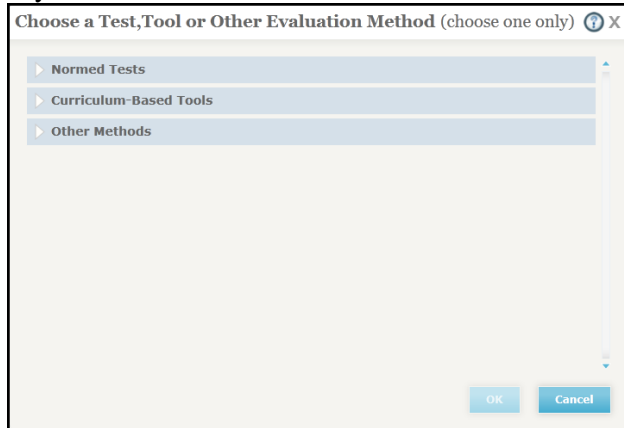 Choose a Test,Tool or Other Evaluation Method (choose one only) ? X
Normed Tests
Curriculum-Based Tools
Other Methods
OK Cancel